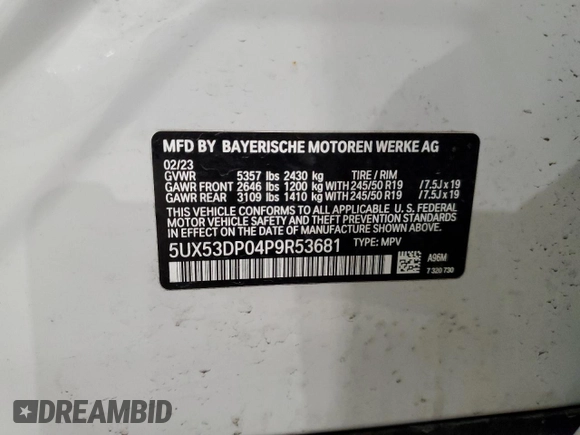 MFD BY BAYERISCHE MOTOREN WERKE AG
02/23
GVWR 5357 lbs 2430 kg TIRE / RIM
GAWR FRONT 2646 lbs 1200 kg WITH 245/50 R19 /7.5J x 19
GAWR REAR 3109 lbs 1410 kg WITH 245/50 R19 /7.5J x 19
THIS VEHICLE CONFORMS TO ALL APPLICABLE U.S. FEDERAL
MOTOR VEHICLE SAFETY AND THEFT PREVENTION STANDARDS
IN EFFECT ON THE DATE OF MANUFACTURE SHOWN ABOVE.
5UX53DP04P9R53681 TYPE: MPV
A96M
7 320 730
DREAMBID